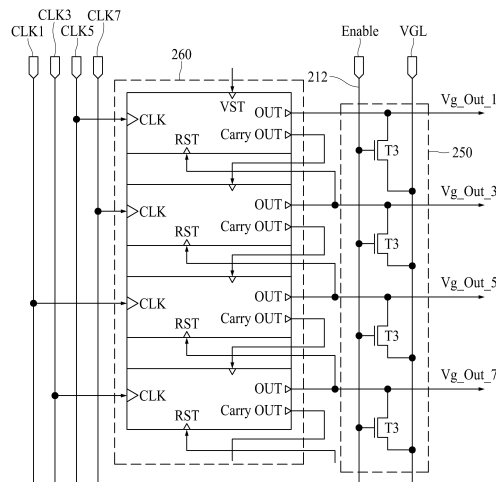 CLK3 CLK7
CLK1 CLK5 Enable VGL
260
212
VST
OUT Vg_Out_1
CLK
Carry OUT
RST
T3 250
OUT Vg_Out_3
CLK
Carry OUT
RST
T3
OUT Vg_Out_5
CLK
Carry OUT
RST
T3
OUT Vg_Out_7
CLK
Carry OUT
RST
T3